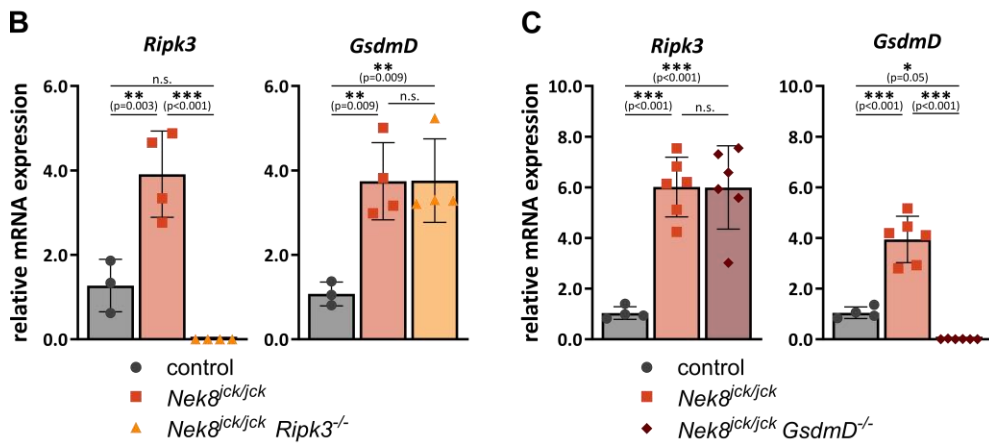 B
Ripk3
GsdmD
relative mRNA expression
6.0
4.0
2.0
0.0
n.s.
** ***
(p=0.003) (p<0.001)
6.0
4.0
2.0
0.0
**
(p=0.009)
** n.s.
(p=0.009)
control
Nek8jck/jck
Nek8jck/jck Ripk3-/-
C
Ripk3
GsdmD
relative mRNA expression
10.0
8.0
6.0
4.0
2.0
0.0
***
(p<0.001)
*** n.s.
(p<0.001)
10.0
8.0
6.0
4.0
2.0
0.0
*
(p=0.05)
*** ***
(p<0.001) (p<0.001)
control
Nek8jck/jck
Nek8jck/jck GsdmD-/-